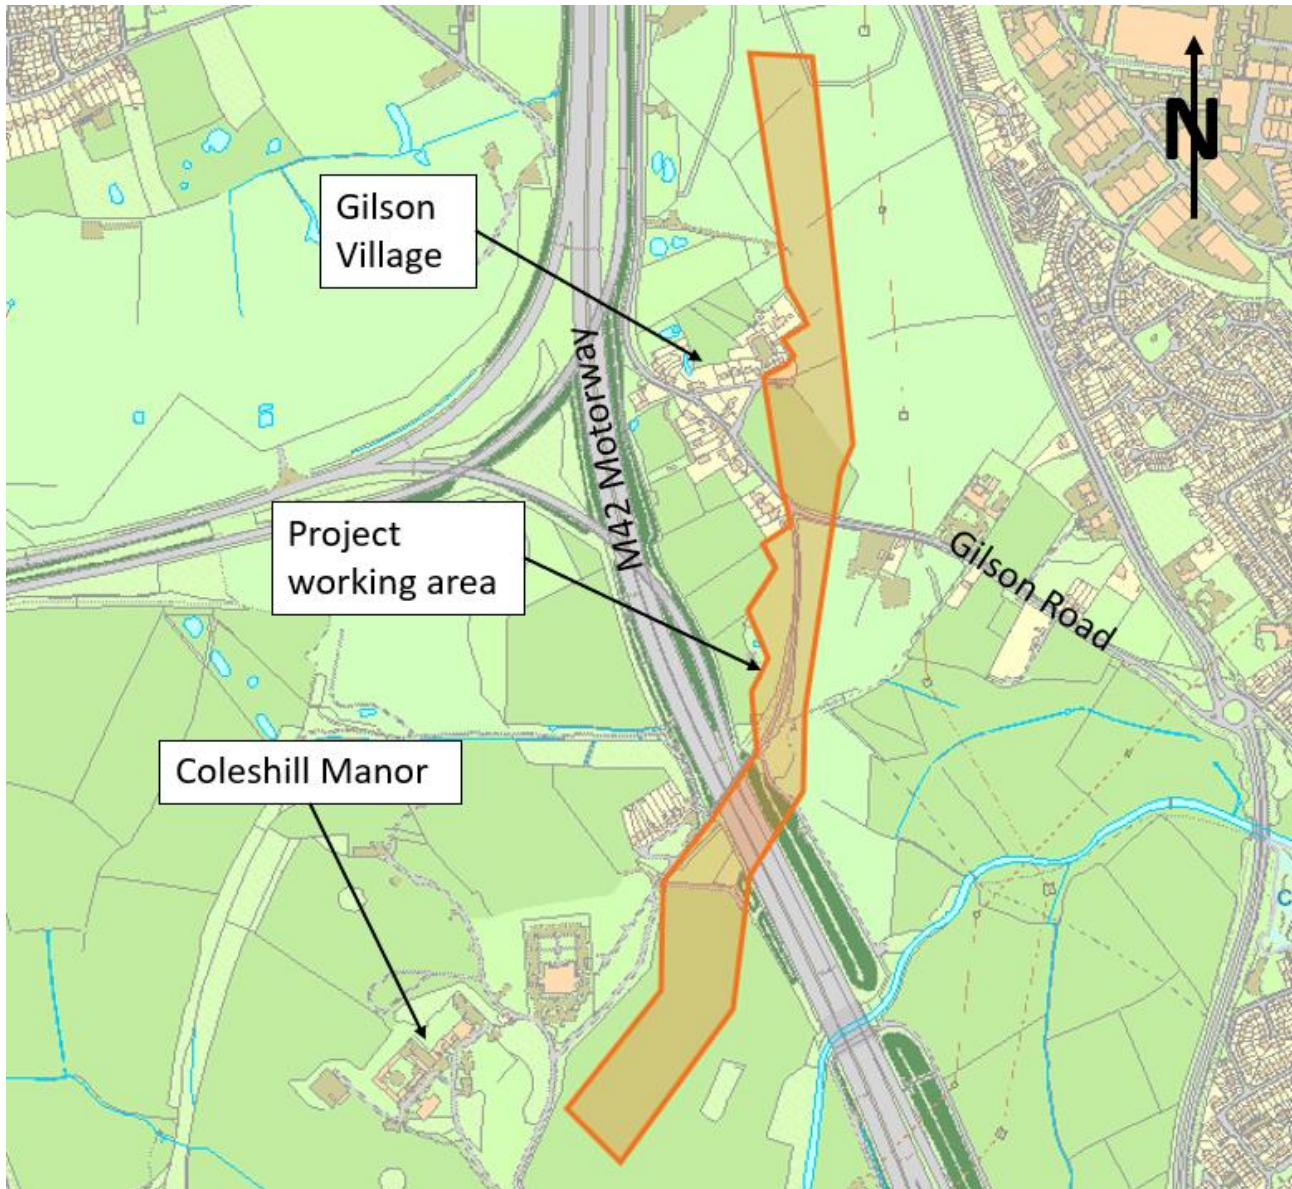 N
Gilson
Village
M42 Motorway
Project
working area
Gilson Road
Coleshill Manor
C